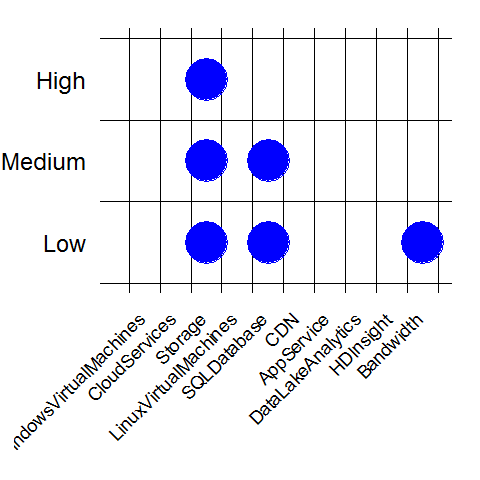 High
Medium
Low
ndowsVirtualMachines
CloudServices
Storage
LinuxVirtualMachines
SQLDatabase
CDN
AppService
DataLakeAnalytics
HDInsight
Bandwidth